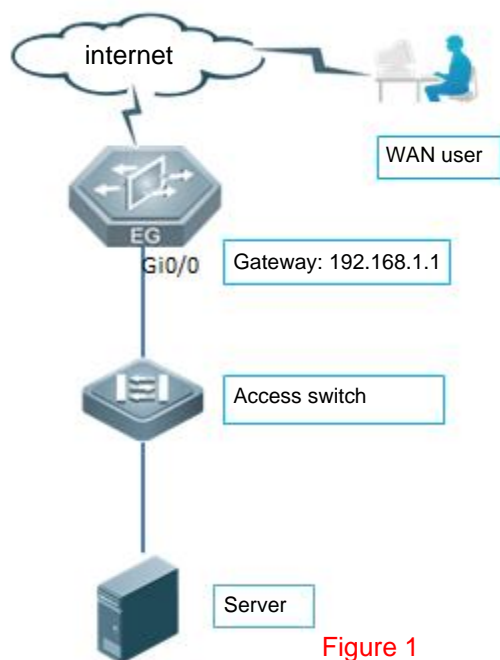 internet
WAN user
EG
Gi0/0
Gateway: 192.168.1.1
Access switch
Server
Figure 1